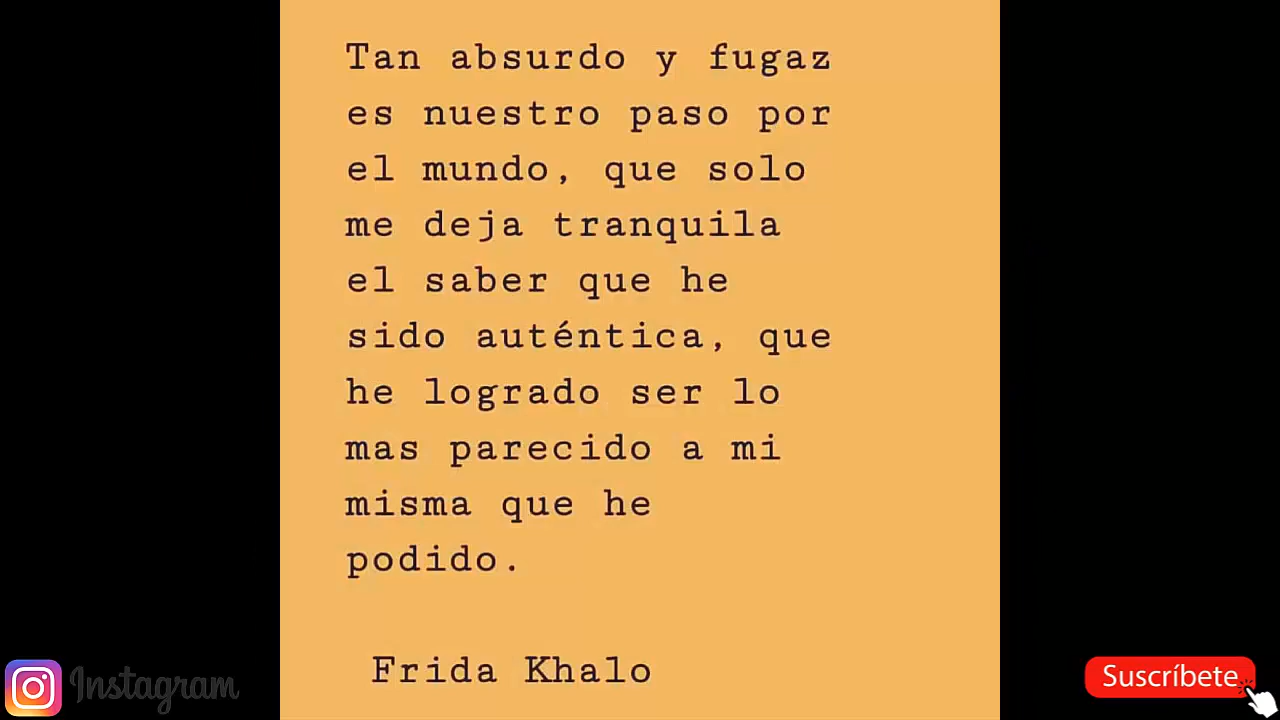 Tan absurdo y fugaz
es nuestro paso por
el mundo, que solo
me deja tranquila
el saber que he
sido auténtica, que
he logrado ser lo
mas parecido a mi
misma que he
podido.
Frida Khalo
Instagram
Suscríbete